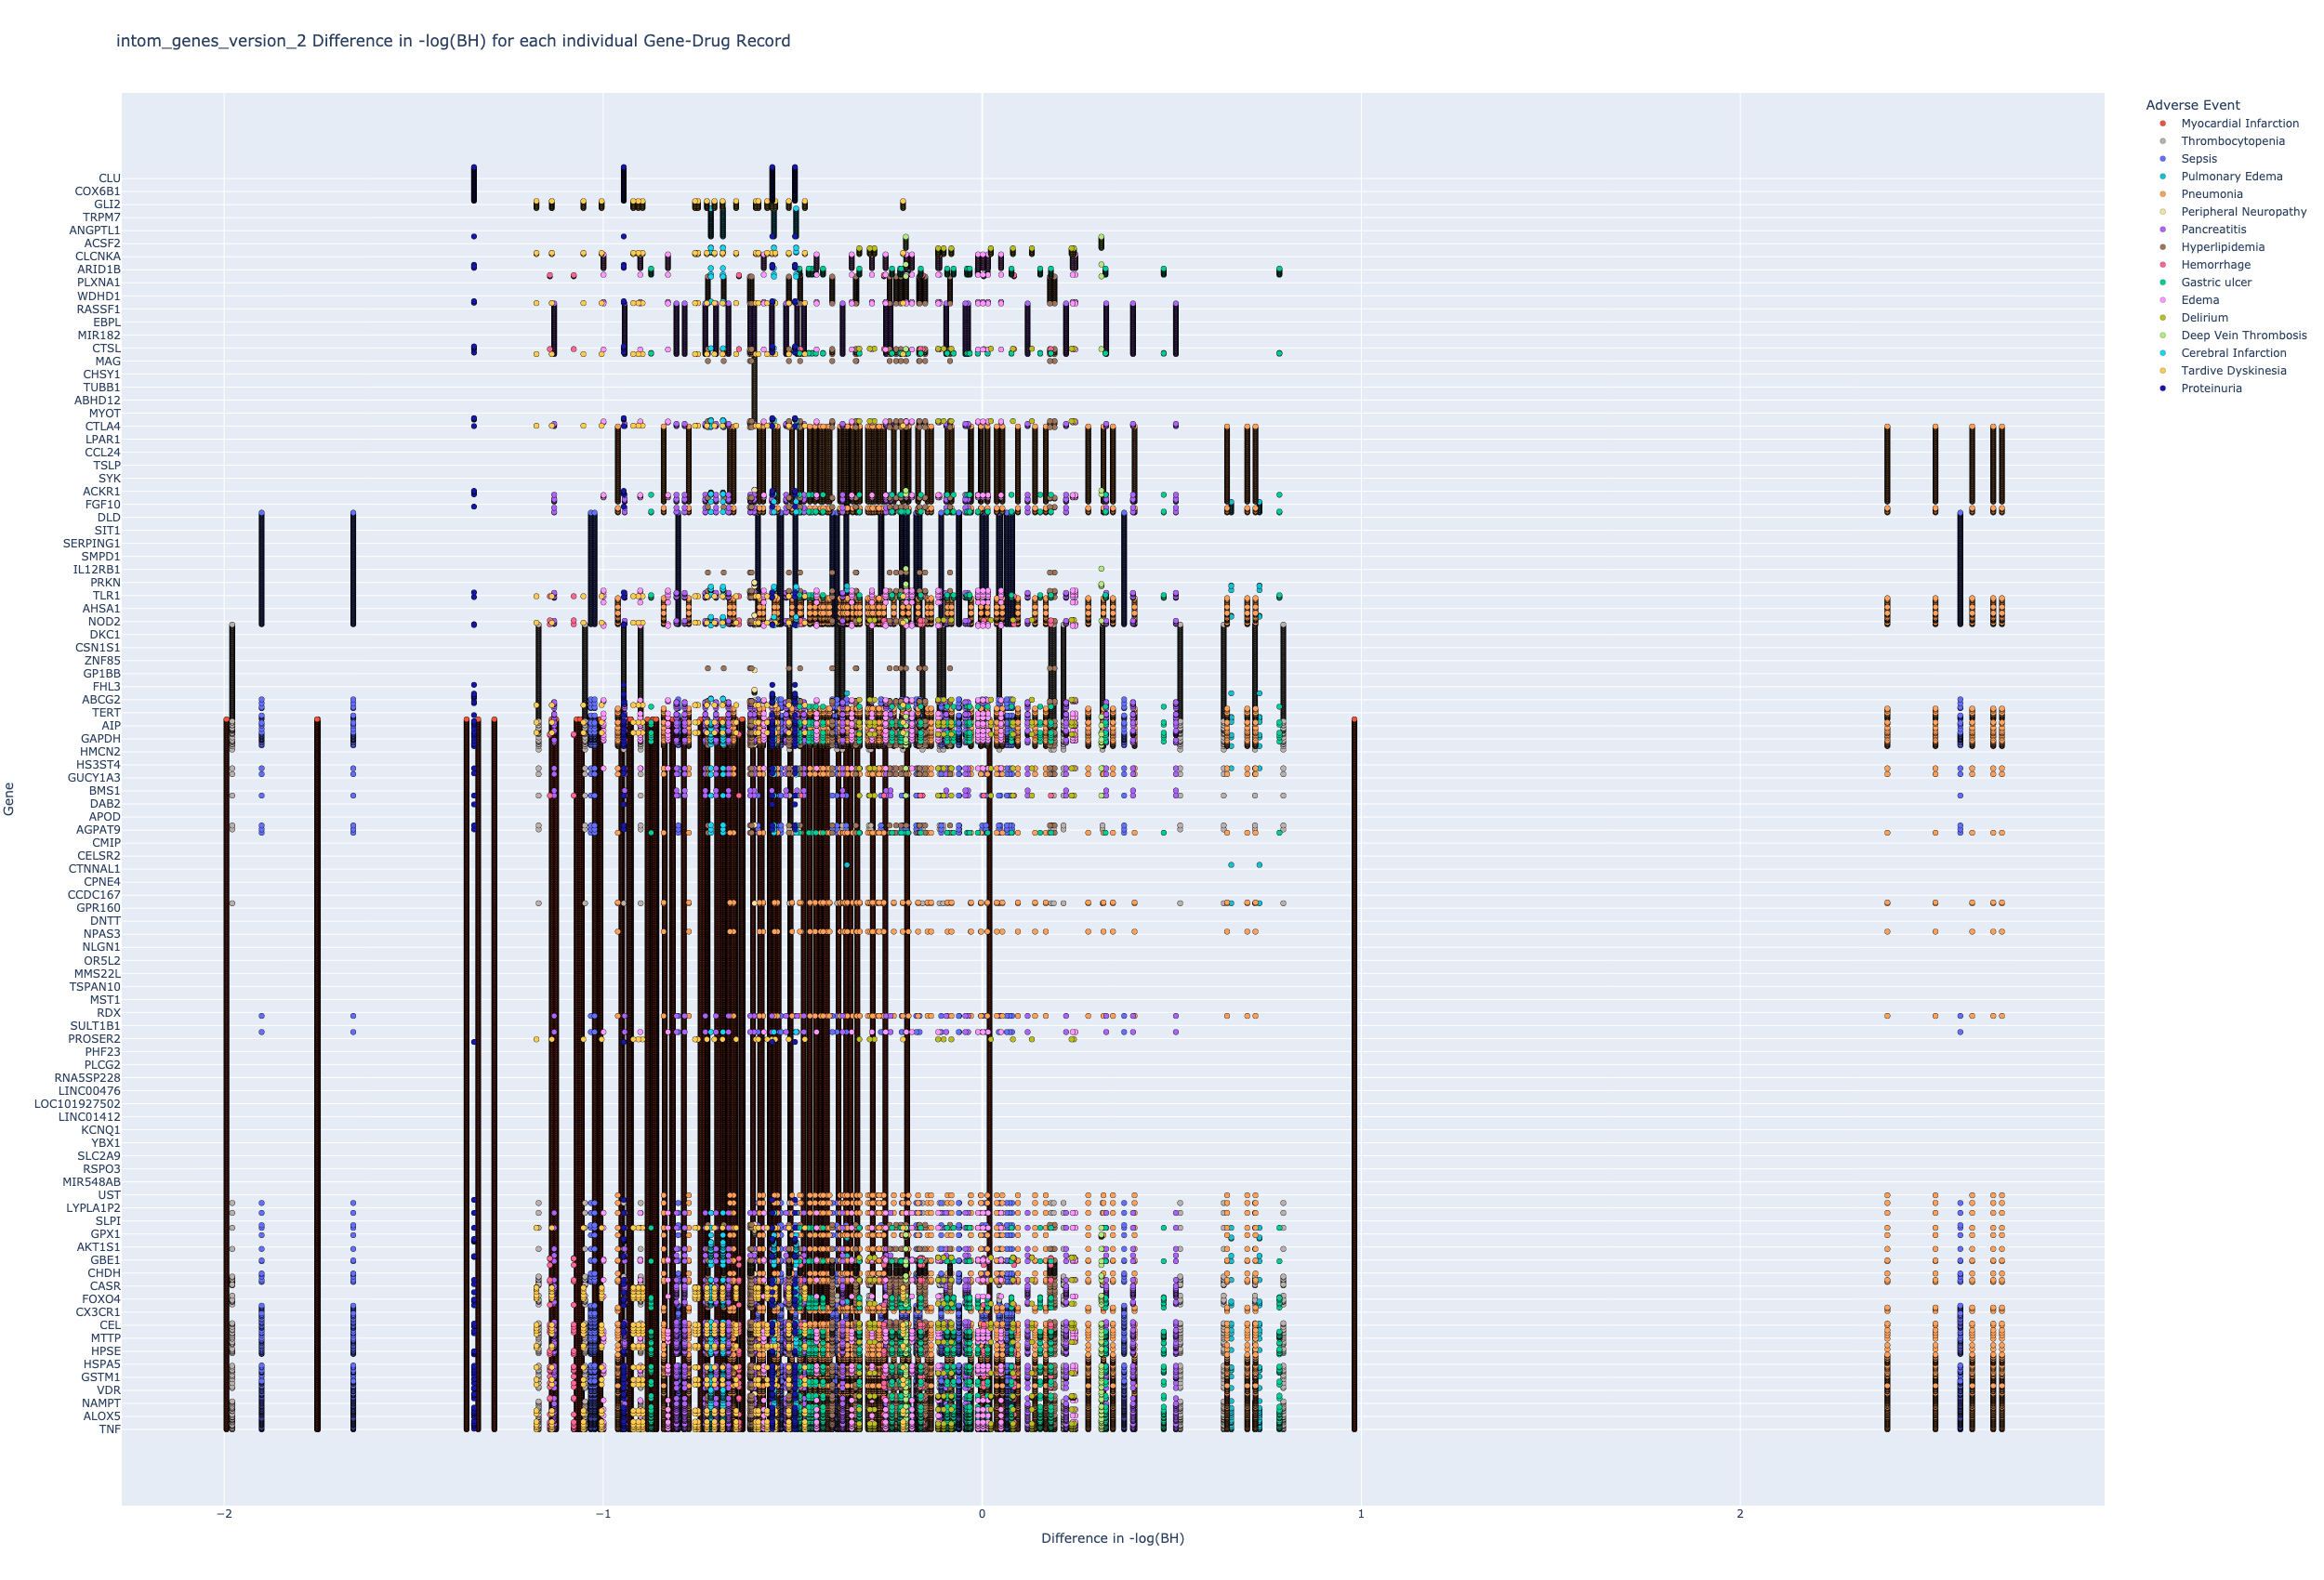 intom_genes_version_2 Difference in -log(BH) for each individual Gene-Drug Record
Gene
CLU
COX6B1
GLI2
TRPM7
ANGPTL1
ACSF2
CLCNKA
ARID1B
PLXNA1
WDHD1
RASSF1
EBPL
MIR182
CTSL
MAG
CHSY1
TUBB1
ABHD12
MYOT
CTLA4
LPAR1
CCL24
TSLP
SYK
ACKR1
FGF10
DLD
SIT1
SERPING1
SMPD1
IL12RB1
PRKN
TLR1
AHSA1
NOD2
DKC1
CSN1S1
ZNF85
GP1BB
FHL3
ABCG2
TERT
AIP
GAPDH
HMCN2
HS3ST4
GUCY1A3
BMS1
DAB2
APOD
AGPAT9
CMIP
CELSR2
CTNNAL1
CPNE4
CCDC167
GPR160
DNTT
NPAS3
NLGN1
OR5L2
MMS22L
TSPAN10
MST1
RDX
SULT1B1
PROSER2
PHF23
PLCG2
RNA5SP228
LINC00476
LOC101927502
LINC01412
KCNQ1
YBX1
SLC2A9
RSPO3
MIR548AB
UST
LYPLA1P2
SLPI
GPX1
AKT1S1
GBE1
CHDH
CASR
FOXO4
CX3CR1
CEL
MTTP
HPSE
HSPA5
GSTM1
VDR
NAMPT
ALOX5
TNF
−2 −1 0 1 2
Difference in -log(BH)
Adverse Event
Myocardial Infarction
Thrombocytopenia
Sepsis
Pulmonary Edema
Pneumonia
Peripheral Neuropathy
Pancreatitis
Hyperlipidemia
Hemorrhage
Gastric ulcer
Edema
Delirium
Deep Vein Thrombosis
Cerebral Infarction
Tardive Dyskinesia
Proteinuria